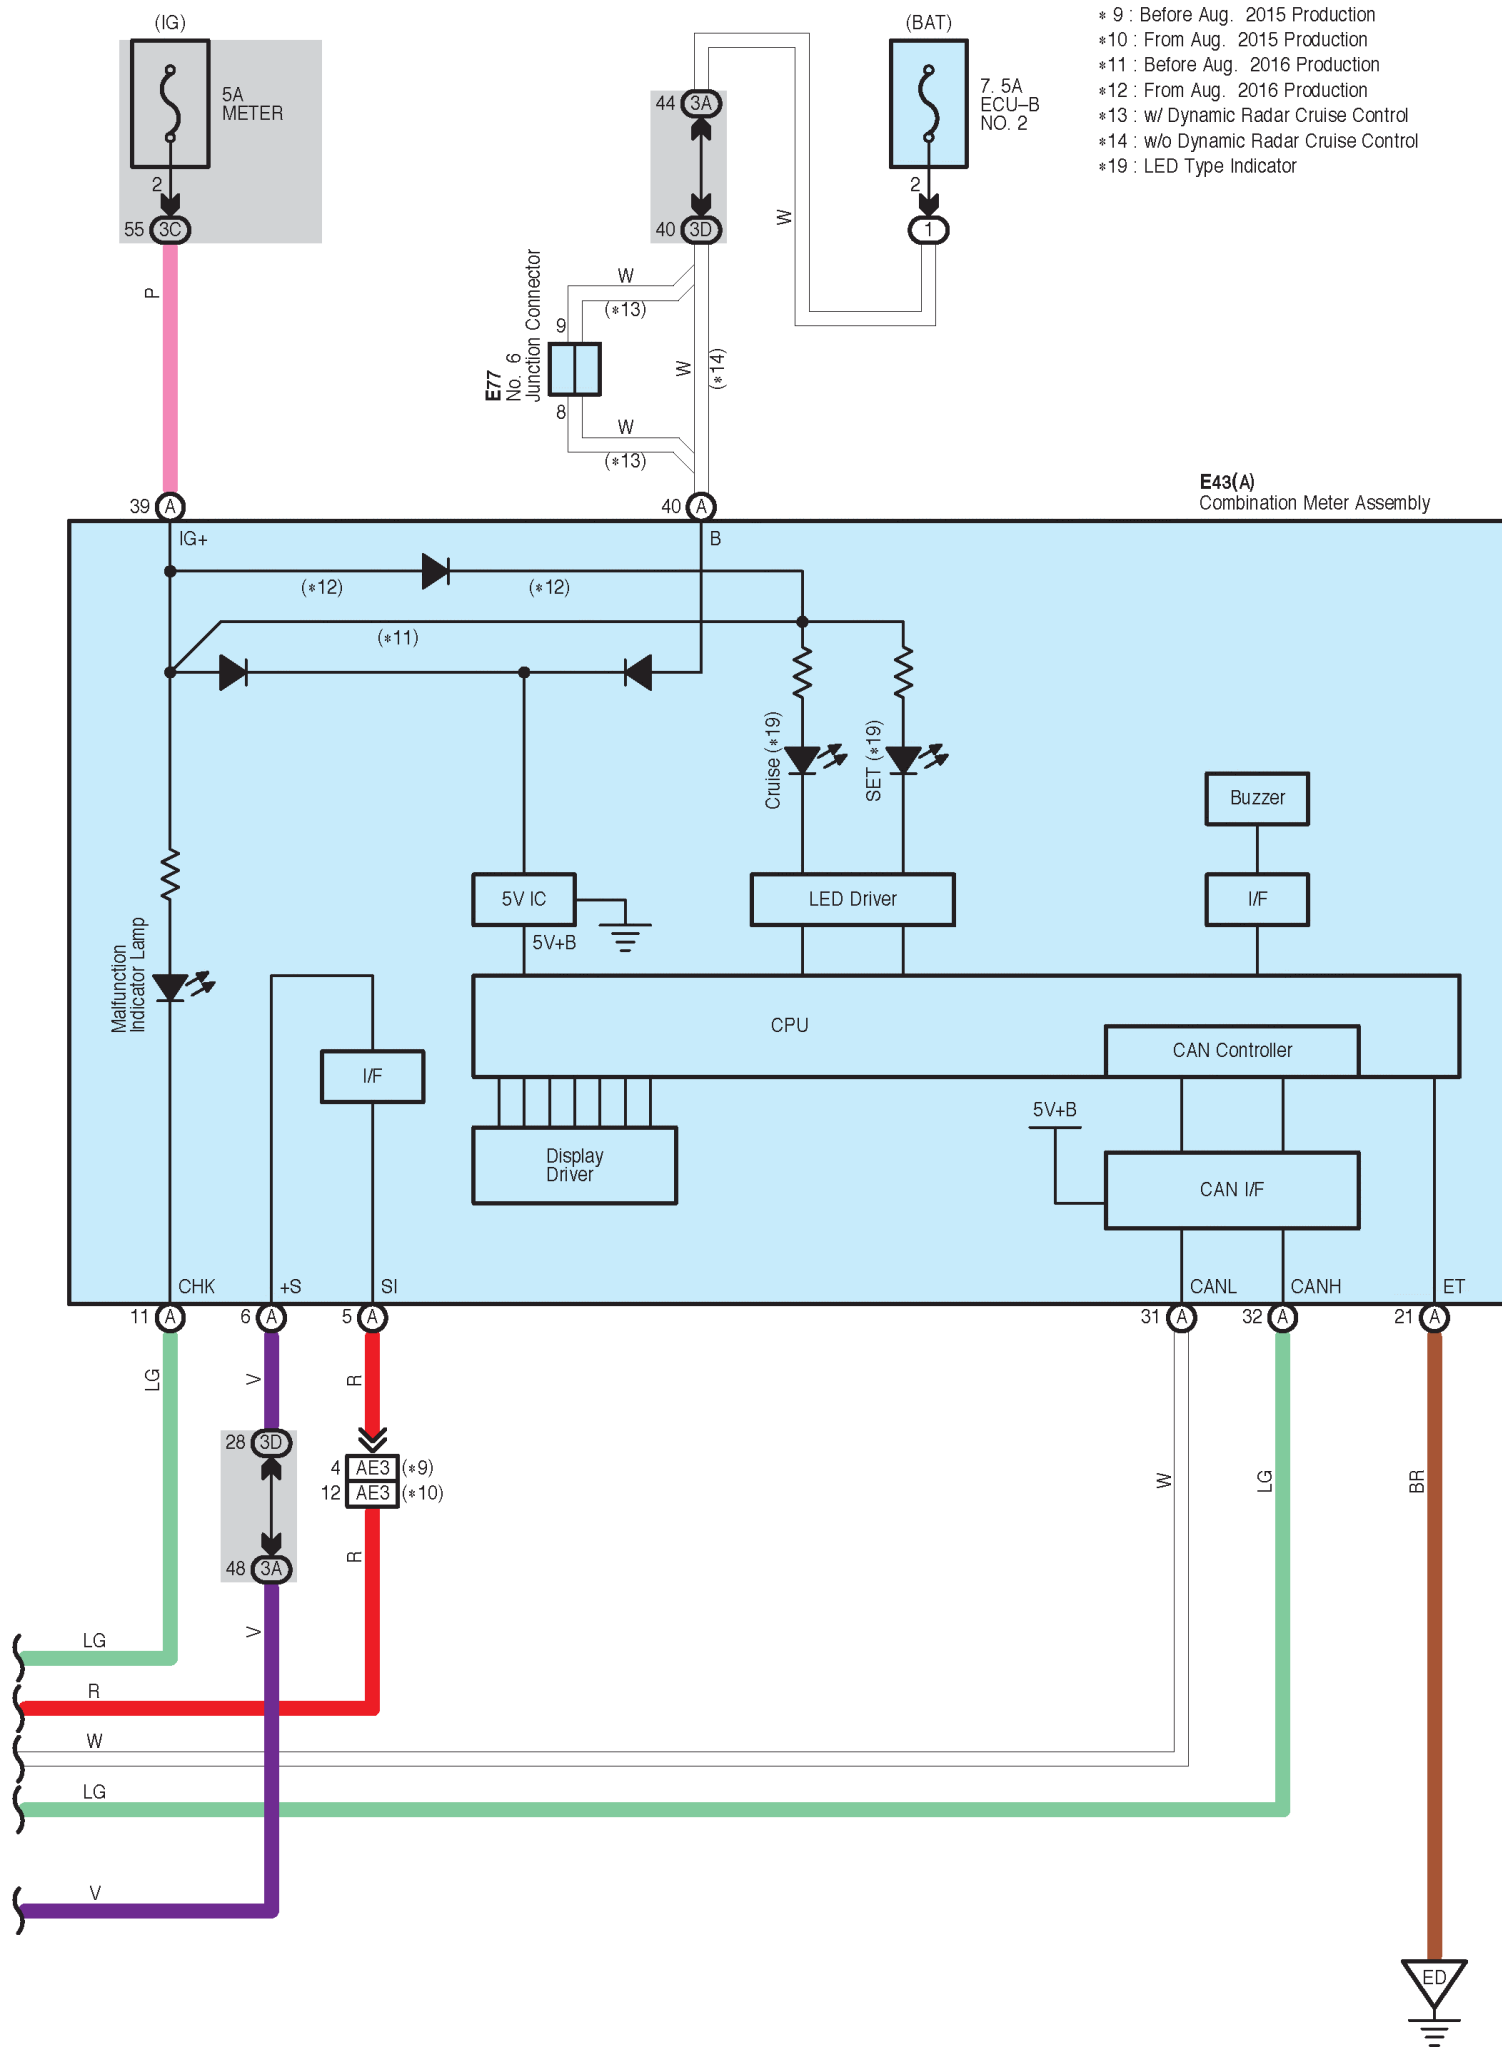 (IG)
5A
METER
2
55 3C
P
44 3A
40 3D
W
(BAT)
7. 5A
ECU–B
NO. 2
2
1
* 9 : Before Aug. 2015 Production
*10 : From Aug. 2015 Production
*11 : Before Aug. 2016 Production
*12 : From Aug. 2016 Production
*13 : w/ Dynamic Radar Cruise Control
*14 : w/o Dynamic Radar Cruise Control
*19 : LED Type Indicator
W
(*13)
9
E77
No. 6
Junction Connector
8
W
(*13)
W
(*14)
E43(A)
Combination Meter Assembly
39 A
40 A
IG+
B
(*12)
(*12)
(*11)
Cruise (*19)
SET (*19)
Buzzer
5V IC
LED Driver
I/F
5V+B
Malfunction
Indicator Lamp
CPU
CAN Controller
I/F
5V+B
Display
Driver
CAN I/F
CHK
+S
SI
CANL
CANH
ET
11 A
6 A
5 A
31 A
32 A
21 A
LG
V
R
28 3D
4 AE3 (*9)
12 AE3 (*10)
W
LG
BR
48 3A
R
V
LG
R
W
LG
V
ED